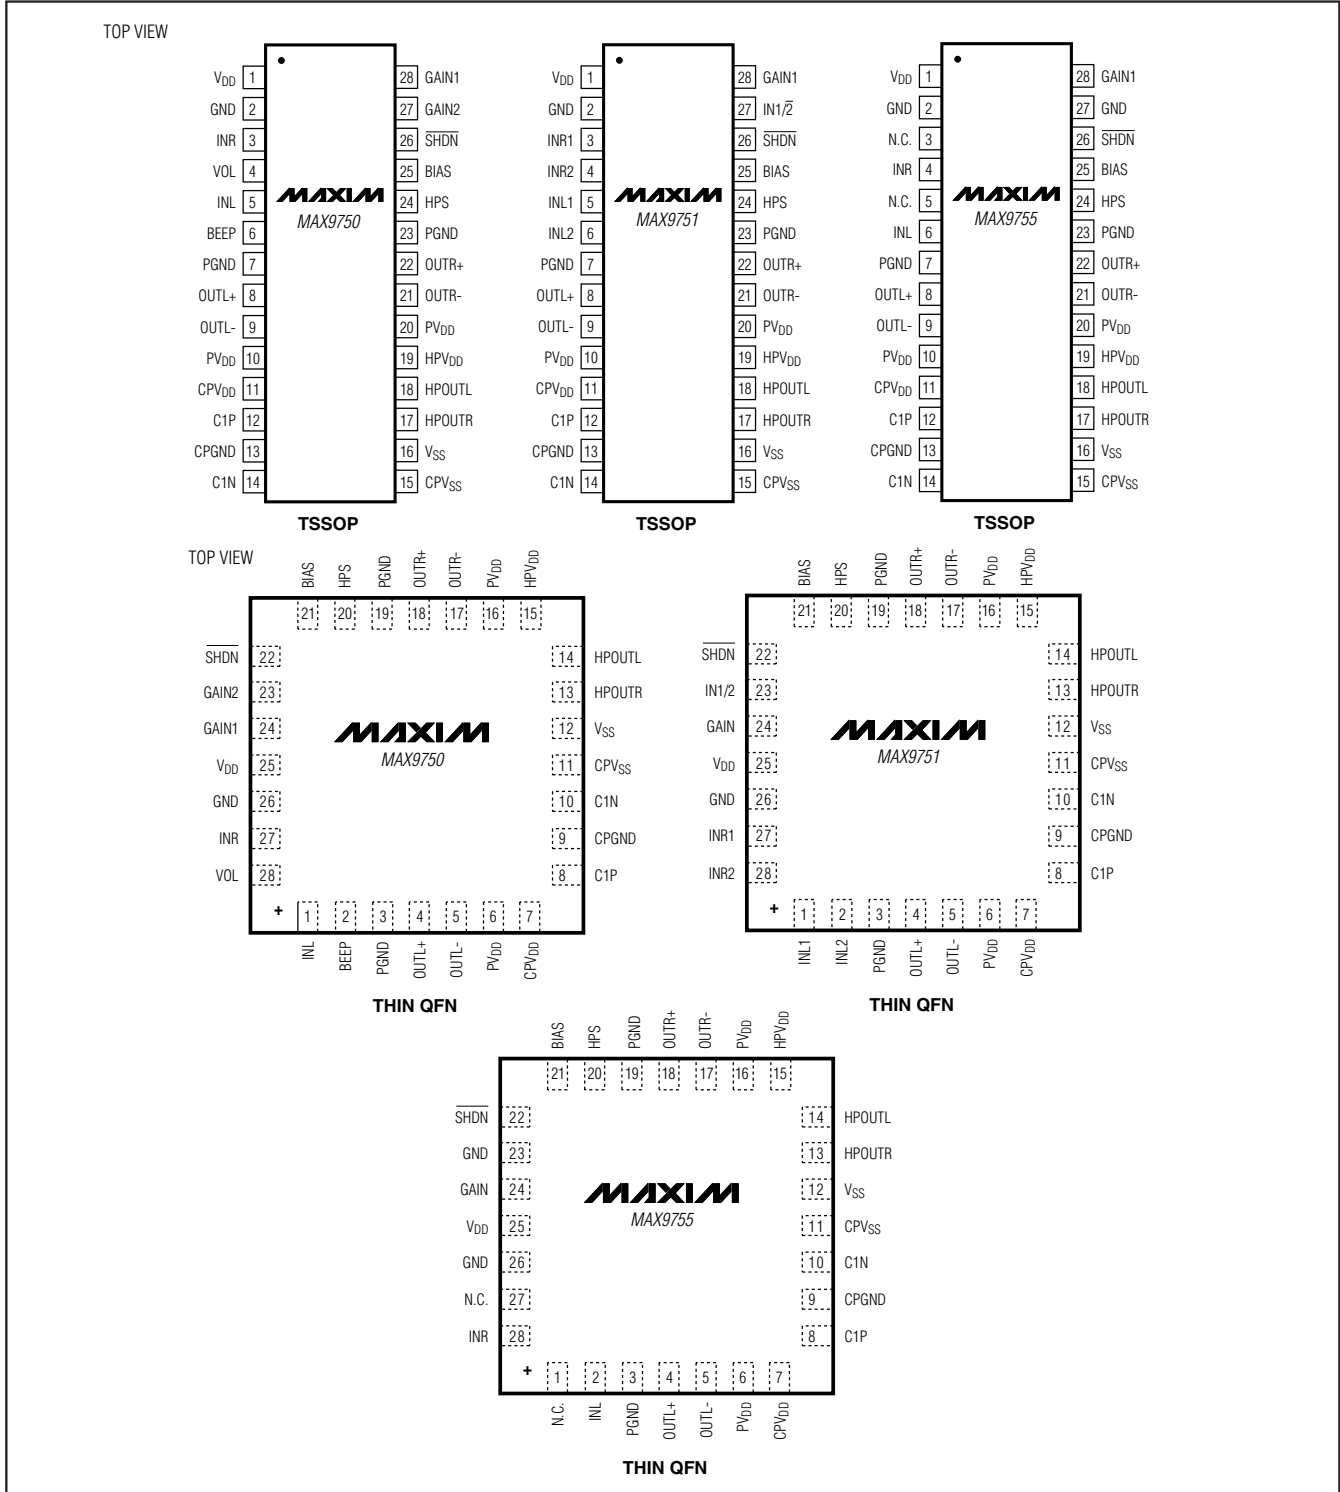 TOP VIEW
VDD 1 28 GAIN1 VDD 1 28 GAIN1 VDD 1 28 GAIN1
GND 2 27 GAIN2 GND 2 27 IN1/2̅ GND 2 27 GND
INR 3 26 S̅H̅D̅N̅ INR1 3 26 S̅H̅D̅N̅ N.C. 3 26 S̅H̅D̅N̅
VOL 4 25 BIAS INR2 4 25 BIAS INR 4 25 BIAS
INL 5 MAXIM 24 HPS INL1 5 MAXIM 24 HPS N.C. 5 MAXIM 24 HPS
BEEP 6 MAX9750 23 PGND INL2 6 MAX9751 23 PGND INL 6 MAX9755 23 PGND
PGND 7 22 OUTR+ PGND 7 22 OUTR+ PGND 7 22 OUTR+
OUTL+ 8 21 OUTR- OUTL+ 8 21 OUTR- OUTL+ 8 21 OUTR-
OUTL- 9 20 PVDD OUTL- 9 20 PVDD OUTL- 9 20 PVDD
PVDD 10 19 HPVDD PVDD 10 19 HPVDD PVDD 10 19 HPVDD
CPVDD 11 18 HPOUTL CPVDD 11 18 HPOUTL CPVDD 11 18 HPOUTL
C1P 12 17 HPOUTR C1P 12 17 HPOUTR C1P 12 17 HPOUTR
CPGND 13 16 VSS CPGND 13 16 VSS CPGND 13 16 VSS
C1N 14 15 CPVSS C1N 14 15 CPVSS C1N 14 15 CPVSS
TSSOP TSSOP TSSOP
TOP VIEW
BIAS HPS PGND OUTR+ OUTR- PVDD HPVDD BIAS HPS PGND OUTR+ OUTR- PVDD HPVDD
21 20 19 18 17 16 15 21 20 19 18 17 16 15
S̅H̅D̅N̅ 22 14 HPOUTL S̅H̅D̅N̅ 22 14 HPOUTL
GAIN2 23 13 HPOUTR IN1/2 23 13 HPOUTR
GAIN1 24 MAXIM 12 VSS GAIN 24 MAXIM 12 VSS
VDD 25 MAX9750 11 CPVSS VDD 25 MAX9751 11 CPVSS
GND 26 10 C1N GND 26 10 C1N
INR 27 9 CPGND INR1 27 9 CPGND
VOL 28 8 C1P INR2 28 8 C1P
+ 1 2 3 4 5 6 7 + 1 2 3 4 5 6 7
INL BEEP PGND OUTL+ OUTL- PVDD CPVDD INL1 INL2 PGND OUTL+ OUTL- PVDD CPVDD
THIN QFN THIN QFN
BIAS HPS PGND OUTR+ OUTR- PVDD HPVDD
21 20 19 18 17 16 15
S̅H̅D̅N̅ 22 14 HPOUTL
GND 23 13 HPOUTR
GAIN 24 MAXIM 12 VSS
VDD 25 MAX9755 11 CPVSS
GND 26 10 C1N
N.C. 27 9 CPGND
INR 28 8 C1P
+ 1 2 3 4 5 6 7
N.C. INL PGND OUTL+ OUTL- PVDD CPVDD
THIN QFN